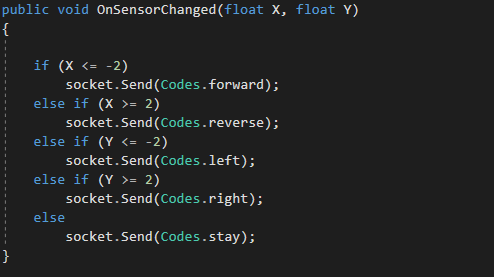 public void OnSensorChanged(float X, float Y)
{
if (X <= -2)
socket.Send(Codes.forward);
else if (X >= 2)
socket.Send(Codes.reverse);
else if (Y <= -2)
socket.Send(Codes.left);
else if (Y >= 2)
socket.Send(Codes.right);
else
socket.Send(Codes.stay);
}